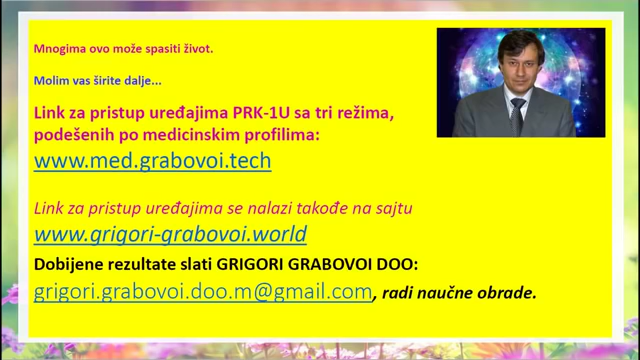 Mnogima ovo može spasiti život.
Molim vas širite dalje...
Link za pristup uređajima PRK-1U sa tri režima,
podešenih po medicinskim profilima:
www.med.grabovoi.tech
Link za pristup uređajima se nalazi takođe na sajtu
www.grigori-grabovoi.world
Dobijene rezultate slati GRIGORI GRABOVOI DOO:
grigori.grabovoi.doo.m@gmail.com, radi naučne obrade.